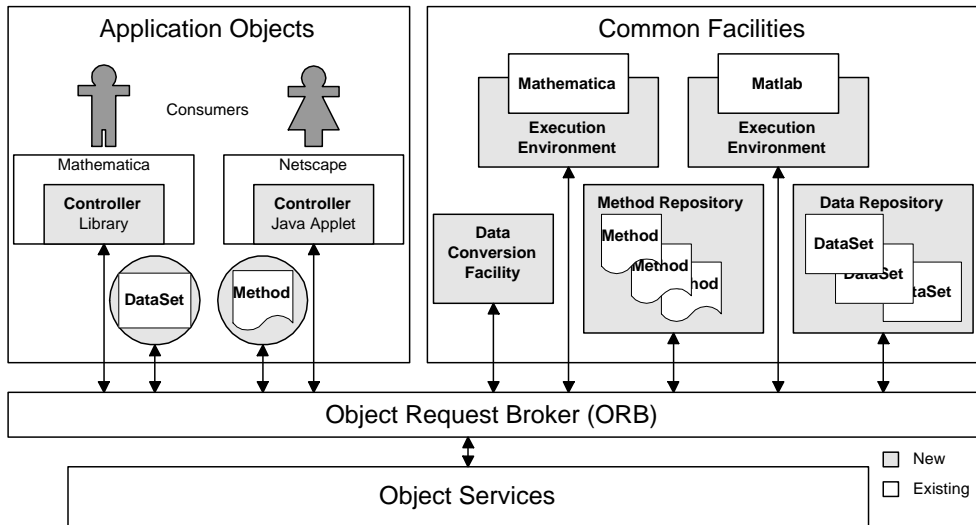 Application Objects
Consumers
Mathematica
Controller
Library
Netscape
Controller
Java Applet
DataSet
Method
Common Facilities
Mathematica
Execution
Environment
Matlab
Execution
Environment
Data
Conversion
Facility
Method Repository
Method
Method
Method
Data Repository
DataSet
DataSet
DataSet
Object Request Broker (ORB)
Object Services
New
Existing